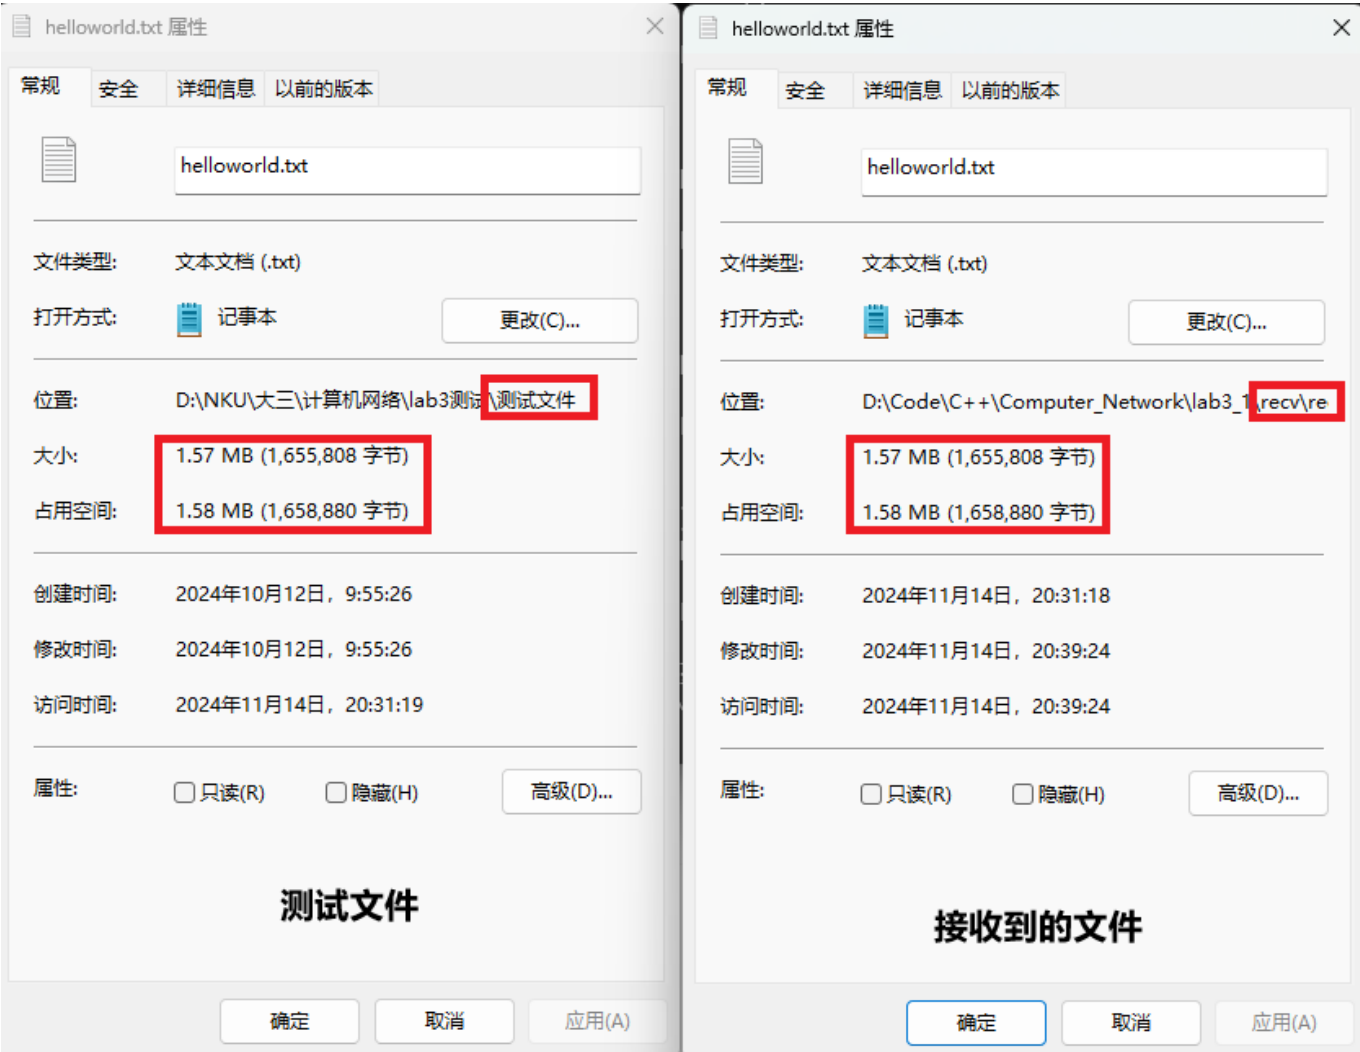 helloworld.txt 属性
常规 安全 详细信息 以前的版本
helloworld.txt
文件类型: 文本文档 (.txt)
打开方式: 记事本 更改(C)...
位置: D:\NKU\大三\计算机网络\lab3测试\测试文件
大小: 1.57 MB (1,655,808 字节)
占用空间: 1.58 MB (1,658,880 字节)
创建时间: 2024年10月12日，9:55:26
修改时间: 2024年10月12日，9:55:26
访问时间: 2024年11月14日，20:31:19
属性: 只读(R) 隐藏(H) 高级(D)...
测试文件
确定 取消 应用(A)
helloworld.txt 属性
常规 安全 详细信息 以前的版本
helloworld.txt
文件类型: 文本文档 (.txt)
打开方式: 记事本 更改(C)...
位置: D:\Code\C++\Computer_Network\lab3_1\recv\re
大小: 1.57 MB (1,655,808 字节)
占用空间: 1.58 MB (1,658,880 字节)
创建时间: 2024年11月14日，20:31:18
修改时间: 2024年11月14日，20:39:24
访问时间: 2024年11月14日，20:39:24
属性: 只读(R) 隐藏(H) 高级(D)...
接收到的文件
确定 取消 应用(A)